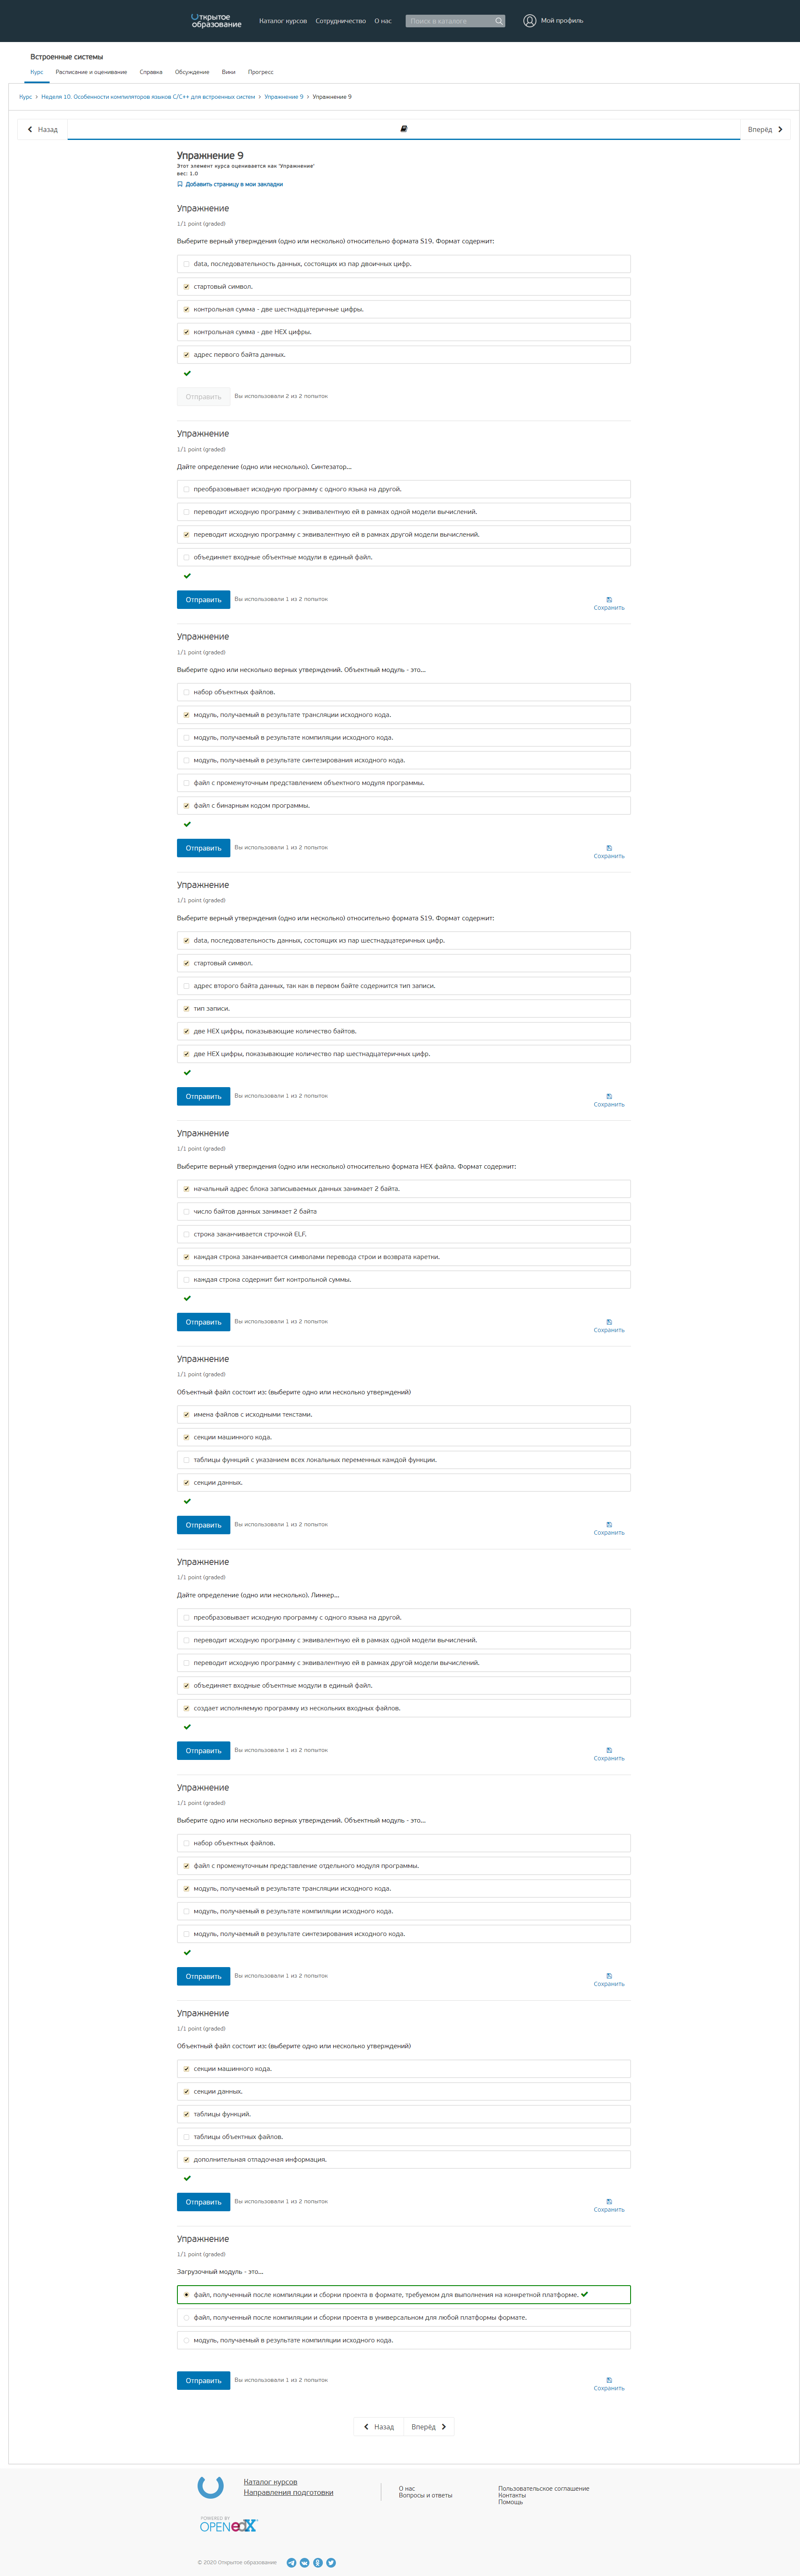 Открытое
образование
Каталог курсов
Сотрудничество
О нас
Поиск в каталоге
Мой профиль
Встроенные системы
Курс
Расписание и оценивание
Справка
Обсуждение
Вики
Прогресс
Курс > Неделя 10. Особенности компиляторов языков С/С++ для встроенных систем > Упражнение 9 > Упражнение 9
Назад
Вперёд
Упражнение 9
Этот элемент курса оценивается как "Упражнение"
вес: 1.0
Добавить страницу в мои закладки
Упражнение
1/1 point (graded)
Выберите верный утверждения (одно или несколько) относительно формата S19. Формат содержит:
data, последовательность данных, состоящих из пар двоичных цифр.
стартовый символ.
контрольная сумма - две шестнадцатеричные цифры.
контрольная сумма - две HEX цифры.
адрес первого байта данных.
Отправить
Вы использовали 2 из 2 попыток
Упражнение
1/1 point (graded)
Дайте определение (одно или несколько). Синтезатор...
преобразовывает исходную программу с одного языка на другой.
переводит исходную программу с эквивалентную ей в рамках одной модели вычислений.
переводит исходную программу с эквивалентную ей в рамках другой модели вычислений.
объединяет входные объектные модули в единый файл.
Отправить
Вы использовали 1 из 2 попыток
Сохранить
Упражнение
1/1 point (graded)
Выберите одно или несколько верных утверждений. Объектный модуль - это...
набор объектных файлов.
модуль, получаемый в результате трансляции исходного кода.
модуль, получаемый в результате компиляции исходного кода.
модуль, получаемый в результате синтезирования исходного кода.
файл с промежуточным представлением объектного модуля программы.
файл с бинарным кодом программы.
Отправить
Вы использовали 1 из 2 попыток
Сохранить
Упражнение
1/1 point (graded)
Выберите верный утверждения (одно или несколько) относительно формата S19. Формат содержит:
data, последовательность данных, состоящих из пар шестнадцатеричных цифр.
стартовый символ.
адрес второго байта данных, так как в первом байте содержится тип записи.
тип записи.
две HEX цифры, показывающие количество байтов.
две HEX цифры, показывающие количество пар шестнадцатеричных цифр.
Отправить
Вы использовали 1 из 2 попыток
Сохранить
Упражнение
1/1 point (graded)
Выберите верный утверждения (одно или несколько) относительно формата HEX файла. Формат содержит:
начальный адрес блока записываемых данных занимает 2 байта.
число байтов данных занимает 2 байта
строка заканчивается строчкой ELF.
каждая строка заканчивается символами перевода строи и возврата каретки.
каждая строка содержит бит контрольной суммы.
Отправить
Вы использовали 1 из 2 попыток
Сохранить
Упражнение
1/1 point (graded)
Объектный файл состоит из: (выберите одно или несколько утверждений)
имена файлов с исходными текстами.
секции машинного кода.
таблицы функций с указанием всех локальных переменных каждой функции.
секции данных.
Отправить
Вы использовали 1 из 2 попыток
Сохранить
Упражнение
1/1 point (graded)
Дайте определение (одно или несколько). Линкер...
преобразовывает исходную программу с одного языка на другой.
переводит исходную программу с эквивалентную ей в рамках одной модели вычислений.
переводит исходную программу с эквивалентную ей в рамках другой модели вычислений.
объединяет входные объектные модули в единый файл.
создает исполняемую программу из нескольких входных файлов.
Отправить
Вы использовали 1 из 2 попыток
Сохранить
Упражнение
1/1 point (graded)
Выберите одно или несколько верных утверждений. Объектный модуль - это...
набор объектных файлов.
файл с промежуточным представление отдельного модуля программы.
модуль, получаемый в результате трансляции исходного кода.
модуль, получаемый в результате компиляции исходного кода.
модуль, получаемый в результате синтезирования исходного кода.
Отправить
Вы использовали 1 из 2 попыток
Сохранить
Упражнение
1/1 point (graded)
Объектный файл состоит из: (выберите одно или несколько утверждений)
секции машинного кода.
секции данных.
таблицы функций.
таблицы объектных файлов.
дополнительная отладочная информация.
Отправить
Вы использовали 1 из 2 попыток
Сохранить
Упражнение
1/1 point (graded)
Загрузочный модуль - это...
файл, полученный после компиляции и сборки проекта в формате, требуемом для выполнения на конкретной платформе.
файл, полученный после компиляции и сборки проекта в универсальном для любой платформы формате.
модуль, получаемый в результате компиляции исходного кода.
Отправить
Вы использовали 1 из 2 попыток
Сохранить
Назад
Вперёд
Каталог курсов
Направления подготовки
О нас
Вопросы и ответы
Пользовательское соглашение
Контакты
Помощь
POWERED BY
OPEN edX
© 2020 Открытое образование